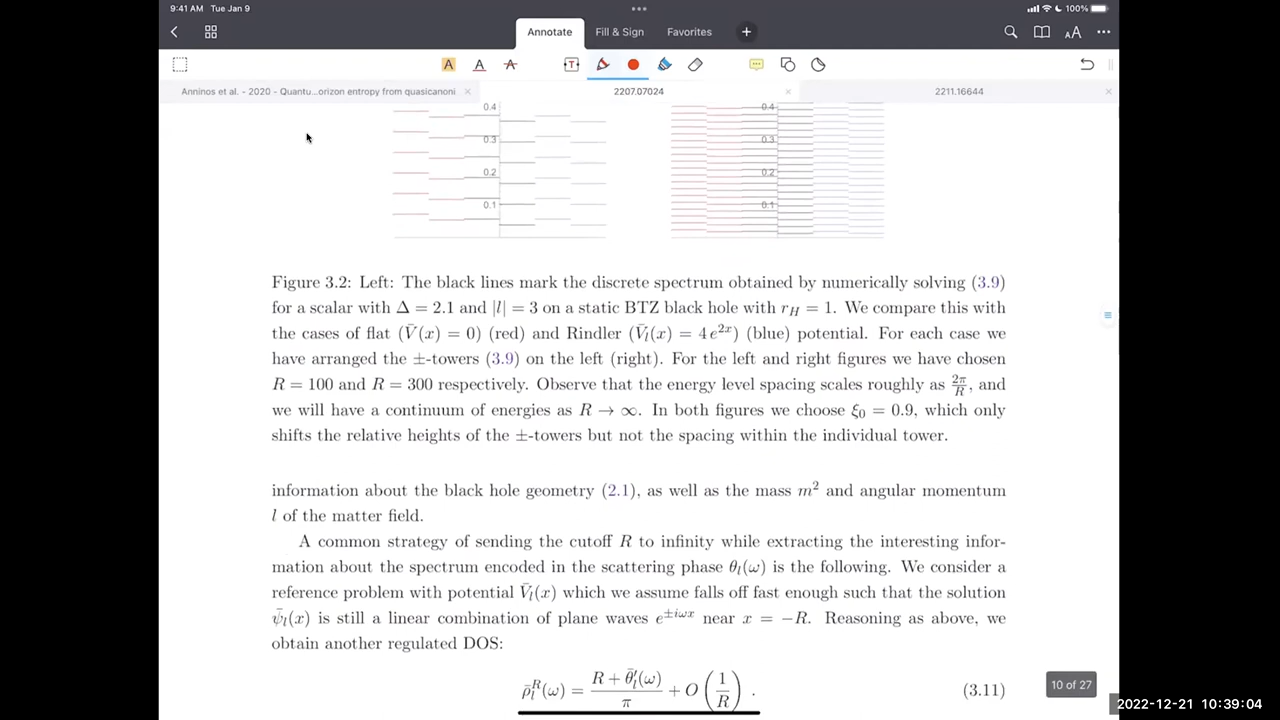 9:41 AM Tue Jan 9
100%
Annotate
Fill & Sign
Favorites
Anninos et al. - 2020 - Quantu...orizon entropy from quasicanoni
2207.07024
2211.16644
0.4
0.3
0.2
0.1
0.4
0.3
0.2
0.1
Figure 3.2: Left: The black lines mark the discrete spectrum obtained by numerically solving (3.9)
for a scalar with Δ = 2.1 and |l| = 3 on a static BTZ black hole with r_H = 1. We compare this with
the cases of flat (V̄(x) = 0) (red) and Rindler (V̄_l(x) = 4 e^{2x}) (blue) potential. For each case we
have arranged the ±-towers (3.9) on the left (right). For the left and right figures we have chosen
R = 100 and R = 300 respectively. Observe that the energy level spacing scales roughly as 2π/R, and
we will have a continuum of energies as R → ∞. In both figures we choose ξ₀ = 0.9, which only
shifts the relative heights of the ±-towers but not the spacing within the individual tower.
information about the black hole geometry (2.1), as well as the mass m² and angular momentum
l of the matter field.
A common strategy of sending the cutoff R to infinity while extracting the interesting infor-
mation about the spectrum encoded in the scattering phase θ_l(ω) is the following. We consider a
reference problem with potential V̄_l(x) which we assume falls off fast enough such that the solution
ψ̄_l(x) is still a linear combination of plane waves e^{±iωx} near x = −R. Reasoning as above, we
obtain another regulated DOS:
ρ̄_l^R(ω) = (R + θ̄_l′(ω))/π + O(1/R) . (3.11)
10 of 27
2022-12-21 10:39:04